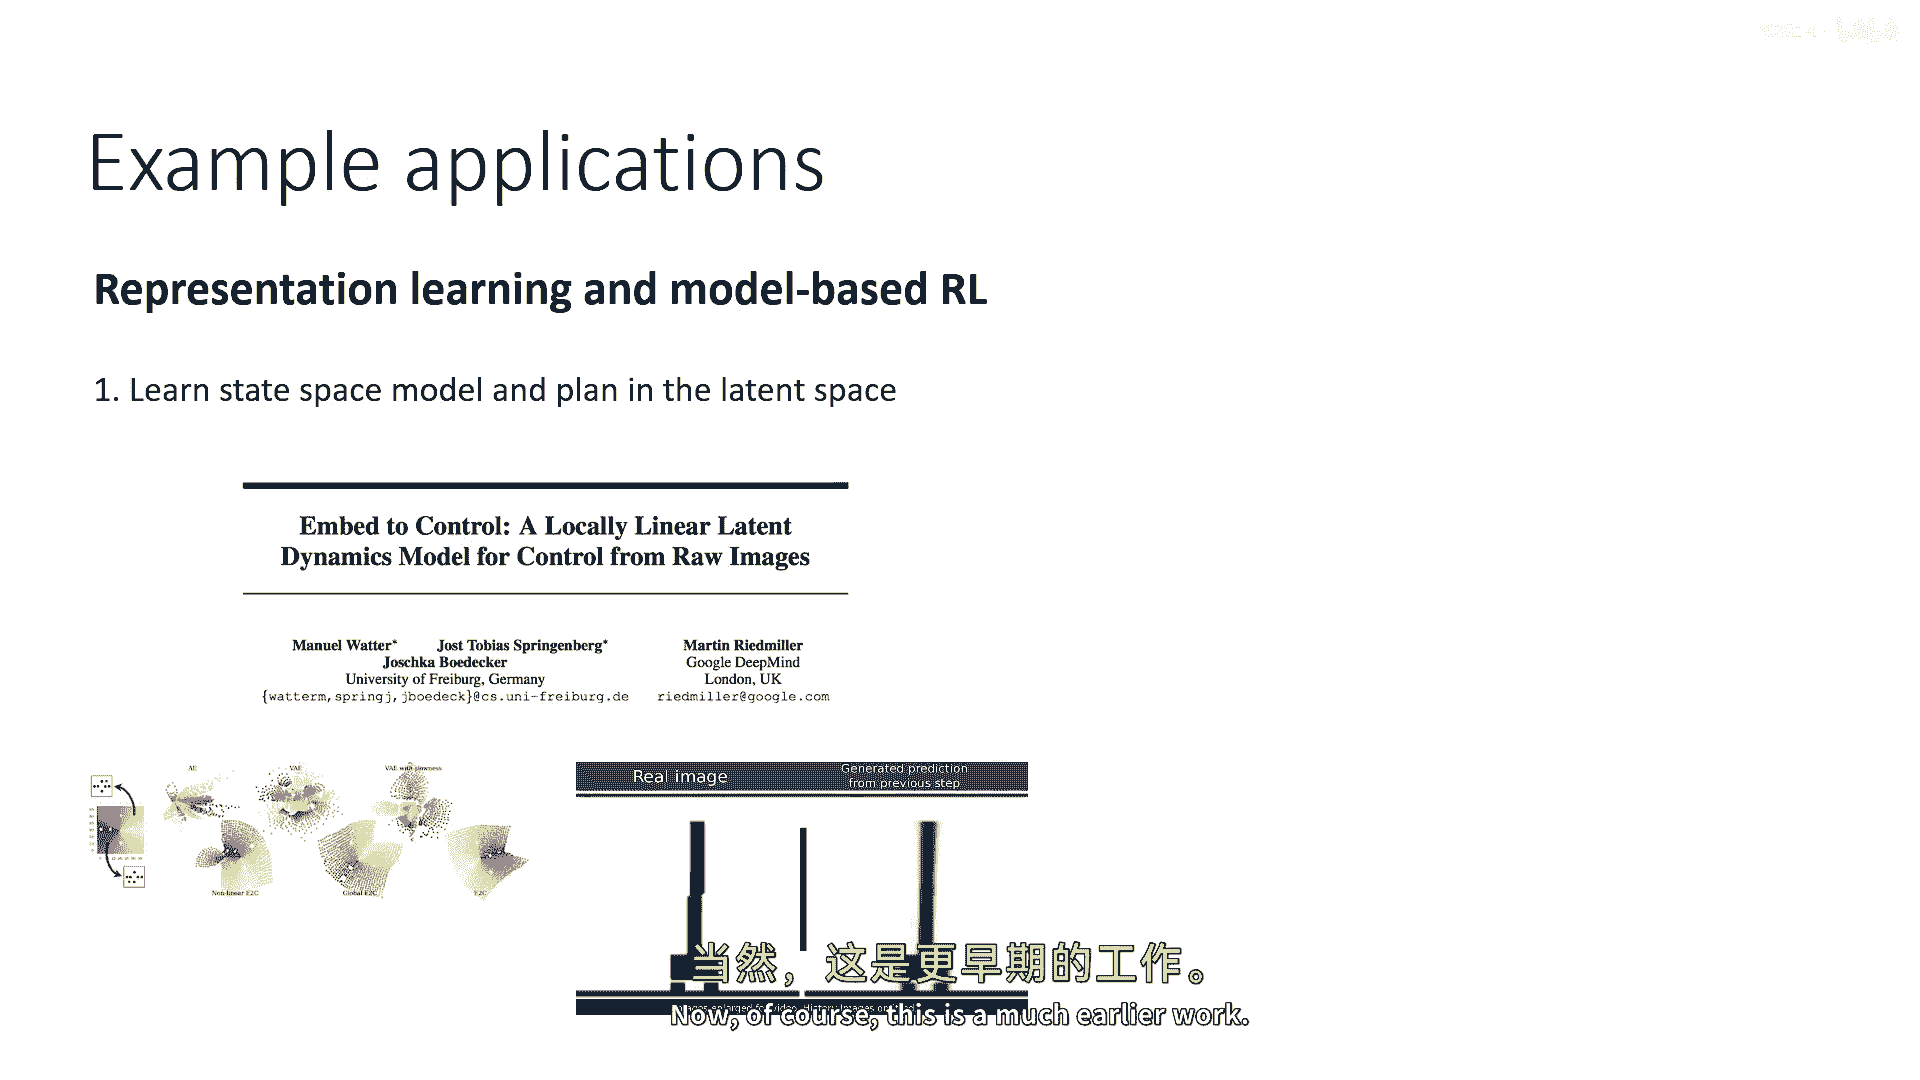 Example applications
Representation learning and model-based RL
1. Learn state space model and plan in the latent space
Embed to Control: A Locally Linear Latent
Dynamics Model for Control from Raw Images
Manuel Watter* Jost Tobias Springenberg*
Joschka Boedecker
University of Freiburg, Germany
{watterm,springj,jboedeck}@cs.uni-freiburg.de
Martin Riedmiller
Google DeepMind
London, UK
riedmiller@google.com
AE VAE VAE with slowness
Non-linear E2C Global E2C E2C
Real image
Generated prediction
from previous step
当然，这是更早期的工作。
Now, of course, this is a much earlier work.